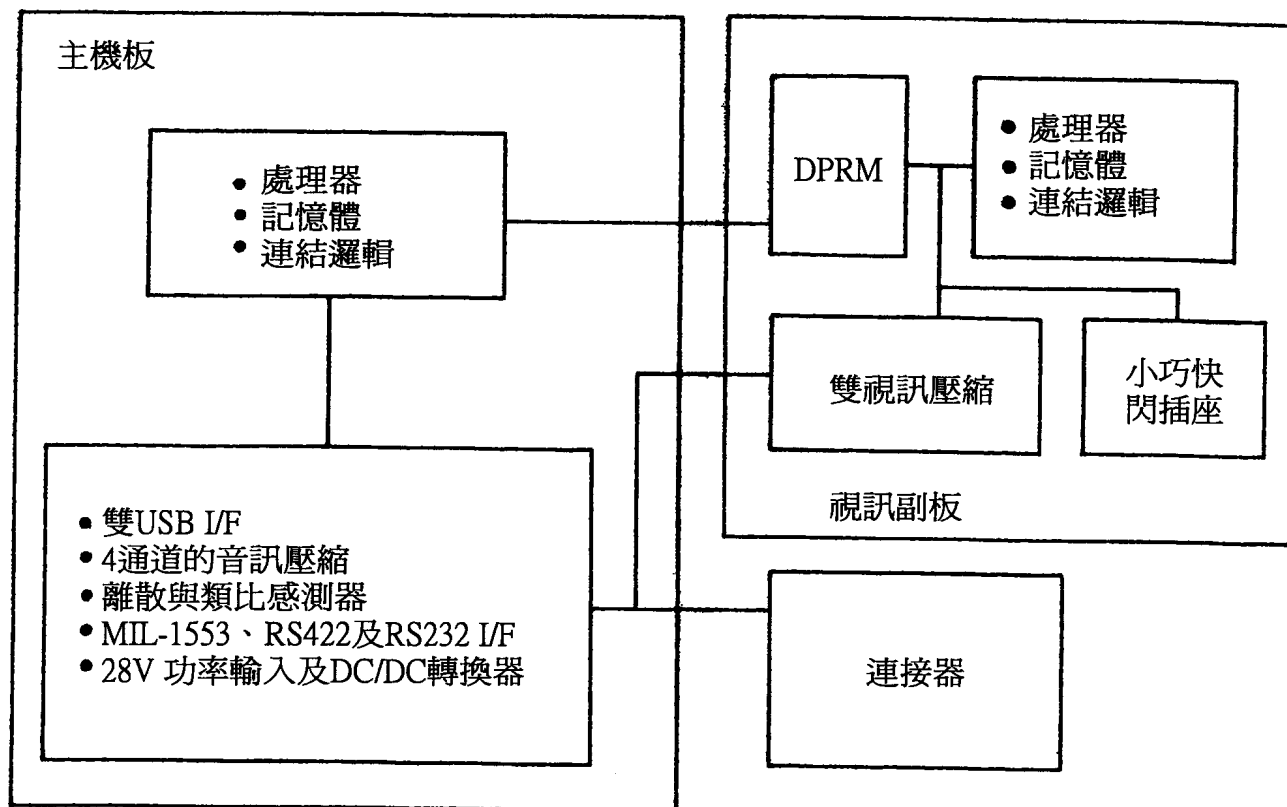 主機板
• 處理器
• 記憶體
• 連結邏輯
DPRM
• 處理器
• 記憶體
• 連結邏輯
雙視訊壓縮
小巧快
閃插座
視訊副板
• 雙USB I/F
• 4通道的音訊壓縮
• 離散與類比感測器
• MIL-1553、RS422及RS232 I/F
• 28V 功率輸入及DC/DC轉換器
連接器